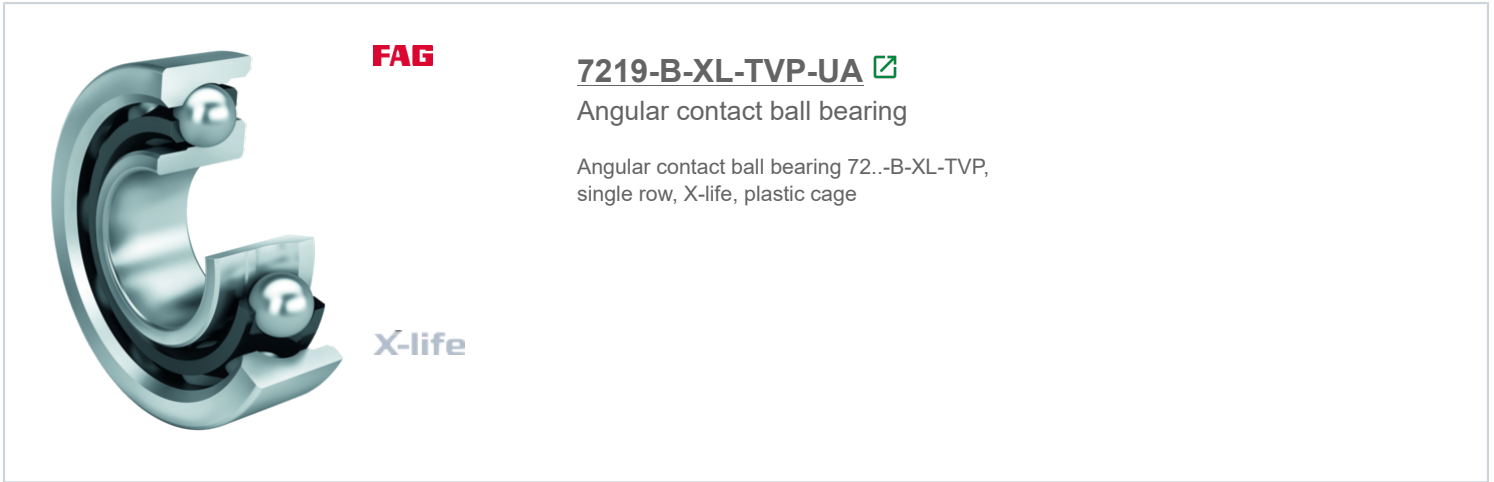 FAG
7219-B-XL-TVP-UA
Angular contact ball bearing
Angular contact ball bearing 72..-B-XL-TVP,
single row, X-life, plastic cage
X-life